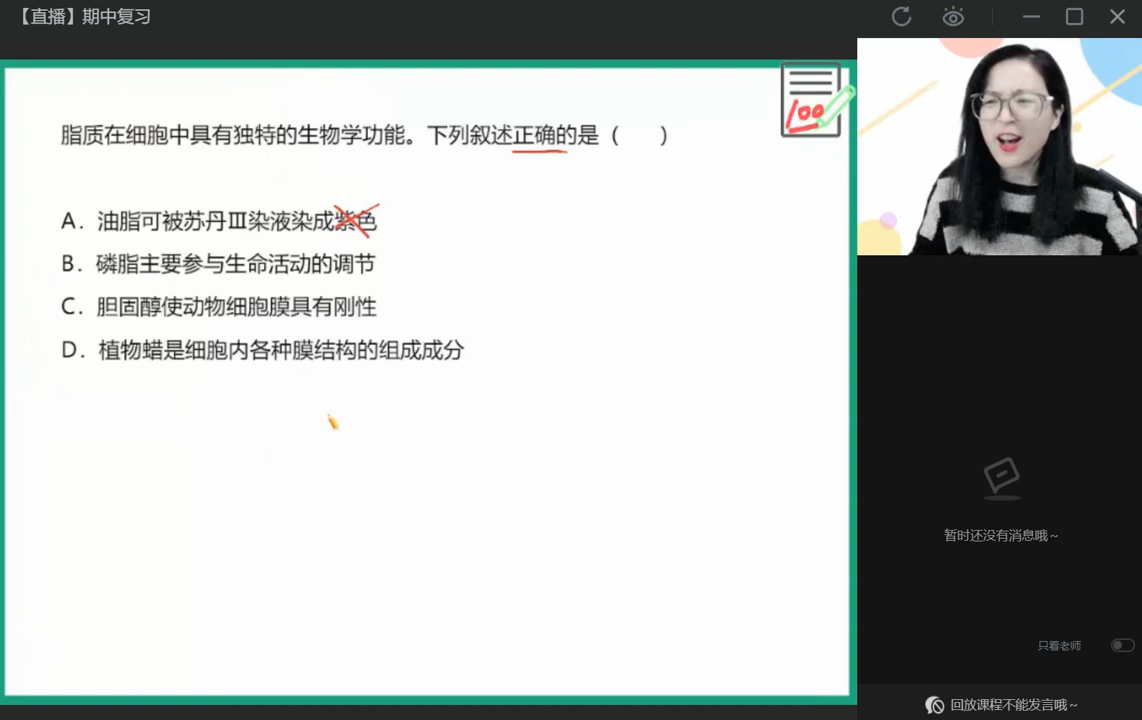 【直播】期中复习
100
脂质在细胞中具有独特的生物学功能。下列叙述正确的是（ ）
A．油脂可被苏丹Ⅲ染液染成紫色
B．磷脂主要参与生命活动的调节
C．胆固醇使动物细胞膜具有刚性
D．植物蜡是细胞内各种膜结构的组成成分
暂时还没有消息哦～
只看老师
回放课程不能发言哦～